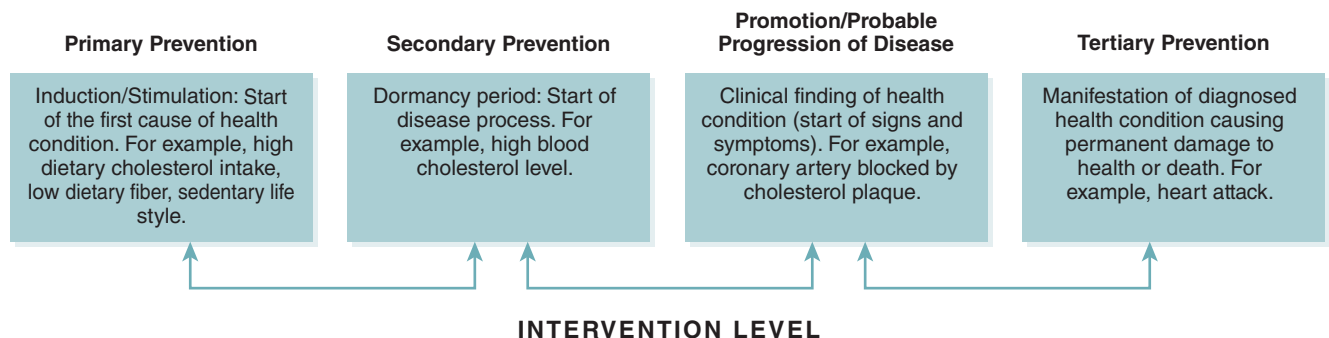 Primary Prevention
Induction/Stimulation: Start
of the first cause of health
condition. For example, high
dietary cholesterol intake,
low dietary fiber, sedentary life
style.
Secondary Prevention
Dormancy period: Start of
disease process. For
example, high blood
cholesterol level.
Promotion/Probable
Progression of Disease
Clinical finding of health
condition (start of signs and
symptoms). For example,
coronary artery blocked by
cholesterol plaque.
Tertiary Prevention
Manifestation of diagnosed
health condition causing
permanent damage to
health or death. For
example, heart attack.
INTERVENTION LEVEL